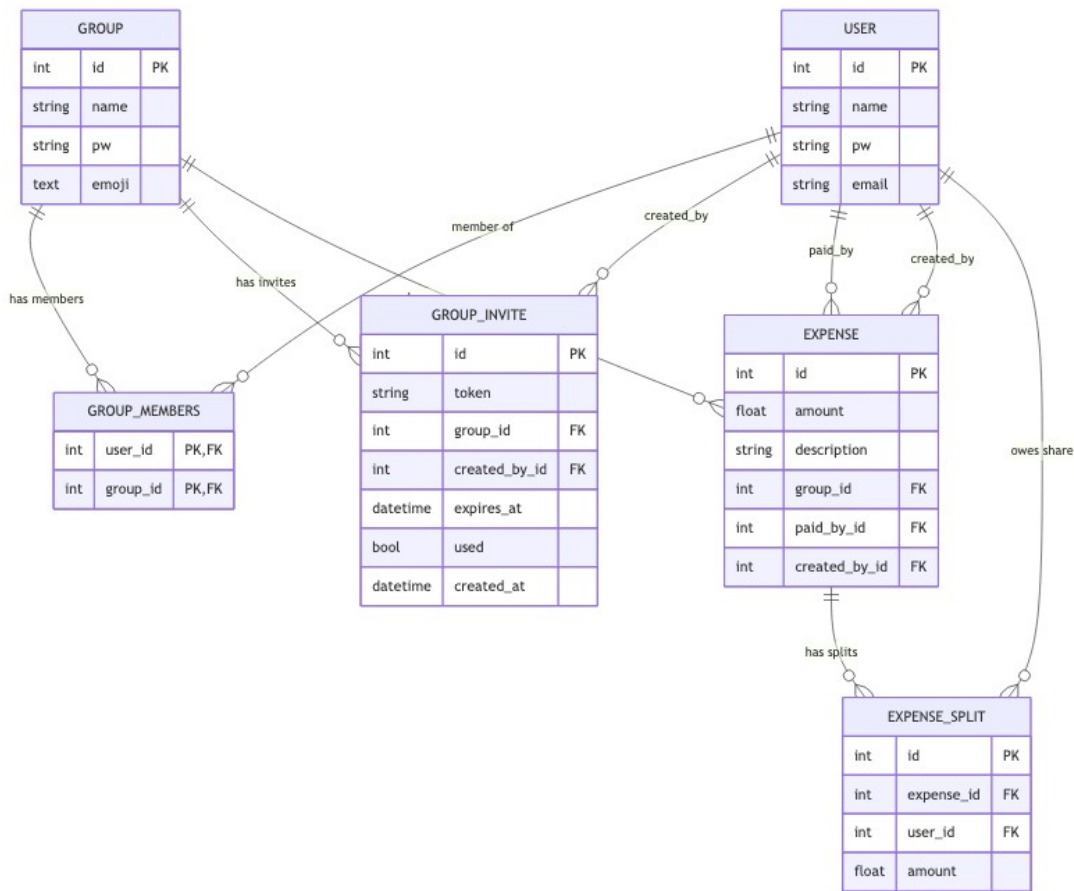 GROUP
int id PK
string name
string pw
text emoji
USER
int id PK
string name
string pw
string email
member of
created_by
paid_by
created_by
has invites
has members
GROUP_INVITE
int id PK
string token
int group_id FK
int created_by_id FK
datetime expires_at
bool used
datetime created_at
EXPENSE
int id PK
float amount
string description
int group_id FK
int paid_by_id FK
int created_by_id FK
GROUP_MEMBERS
int user_id PK,FK
int group_id PK,FK
owes share
has splits
EXPENSE_SPLIT
int id PK
int expense_id FK
int user_id FK
float amount